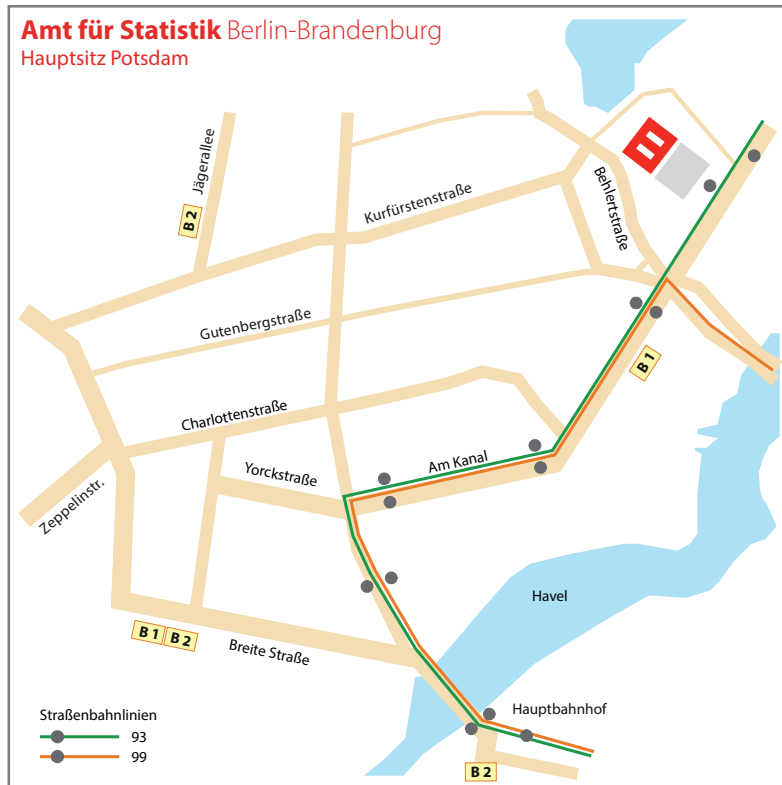 Amt für Statistik Berlin-Brandenburg
Hauptsitz Potsdam
Jägerallee
B 2
Kurfürstenstraße
Behlertstraße
Gutenbergstraße
B 1
Charlottenstraße
Am Kanal
Yorckstraße
Zeppelinstr.
Havel
B 1 B 2
Breite Straße
Hauptbahnhof
Straßenbahnlinien
93
99
B 2